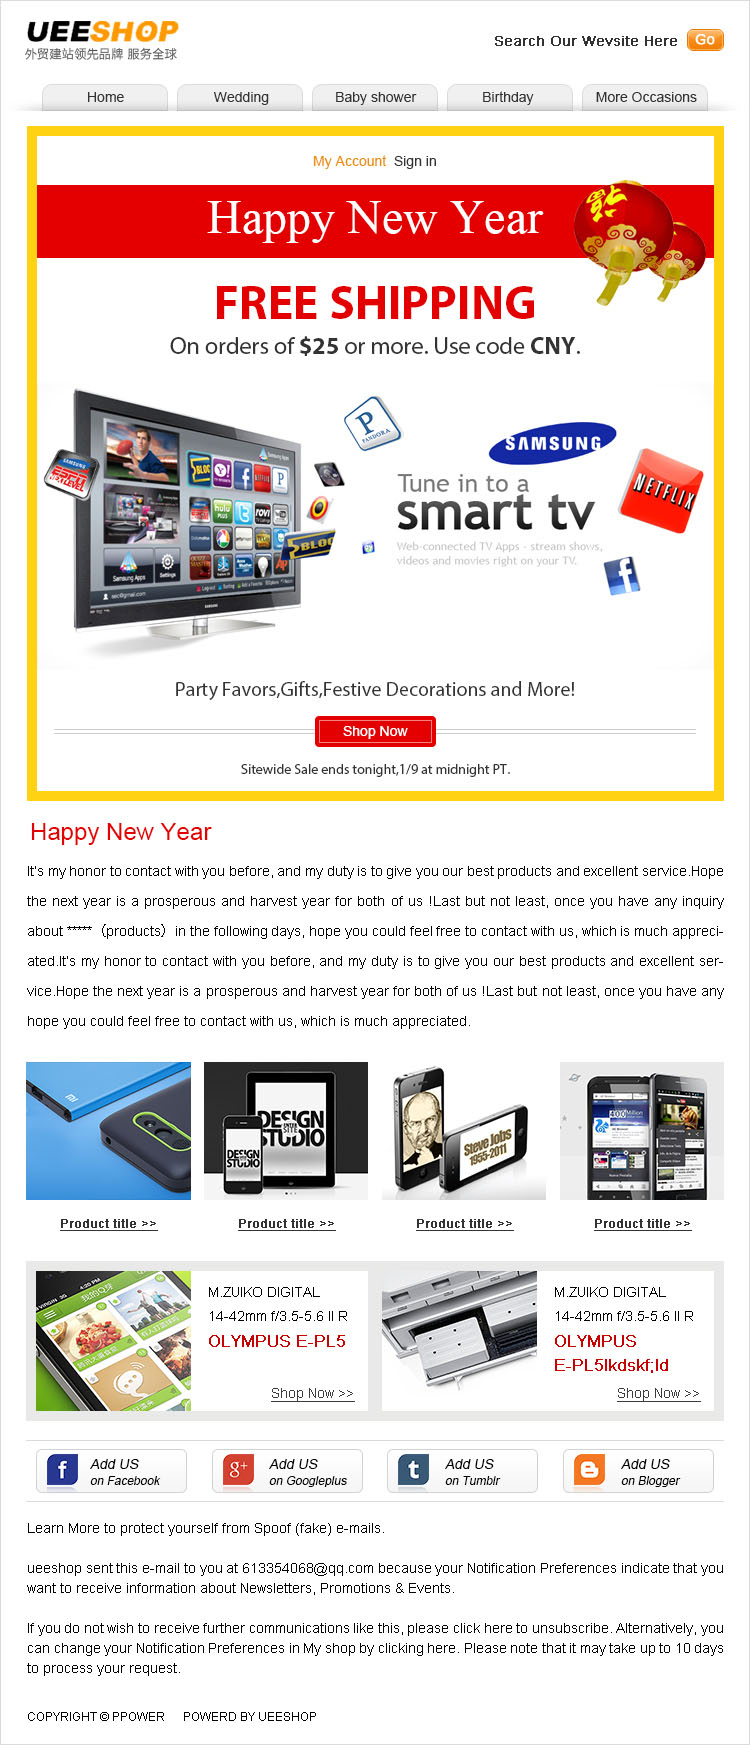 UEESHOP
外贸建站领先品牌 服务全球
Search Our Wevsite Here Go
Home Wedding Baby shower Birthday More Occasions
My Account Sign in
Happy New Year
FREE SHIPPING
On orders of $25 or more. Use code CNY.
PANDORA
SAMSUNG
NETFLIX
Tune in to a
smart tv
Web-connected TV Apps - stream shows,
videos and movies right on your TV.
Samsung Apps
Settings
Party Favors,Gifts,Festive Decorations and More!
Shop Now
Sitewide Sale ends tonight,1/9 at midnight PT.
Happy New Year
It's my honor to contact with you before, and my duty is to give you our best products and excellent service.Hope
the next year is a prosperous and harvest year for both of us !Last but not least, once you have any inquiry
about *****（products）in the following days, hope you could feel free to contact with us, which is much appreci-
ated.It's my honor to contact with you before, and my duty is to give you our best products and excellent ser-
vice.Hope the next year is a prosperous and harvest year for both of us !Last but not least, once you have any
hope you could feel free to contact with us, which is much appreciated.
DESIGN
STUDIO
Steve Jobs
1955-2011
Product title >> Product title >> Product title >> Product title >>
M.ZUIKO DIGITAL
14-42mm f/3.5-5.6 II R
OLYMPUS E-PL5
Shop Now >>
M.ZUIKO DIGITAL
14-42mm f/3.5-5.6 II R
OLYMPUS
E-PL5lkdskf;ld
Shop Now >>
Add US
on Facebook
Add US
on Googleplus
Add US
on Tumblr
Add US
on Blogger
Learn More to protect yourself from Spoof (fake) e-mails.
ueeshop sent this e-mail to you at 613354068@qq.com because your Notification Preferences indicate that you
want to receive information about Newsletters, Promotions & Events.
If you do not wish to receive further communications like this, please click here to unsubscribe. Alternatively, you
can change your Notification Preferences in My shop by clicking here. Please note that it may take up to 10 days
to process your request.
COPYRIGHT © PPOWER POWERD BY UEESHOP